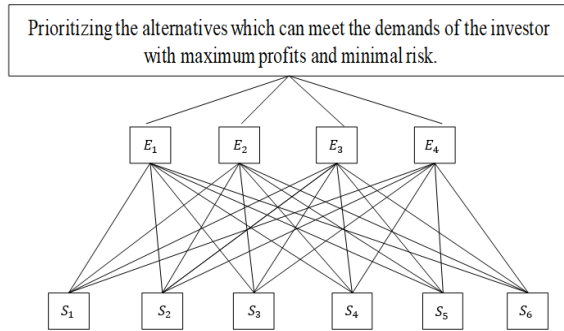 Prioritizing the alternatives which can meet the demands of the investor
with maximum profits and minimal risk.
E₁ E₂ E₃ E₄
S₁ S₂ S₃ S₄ S₅ S₆